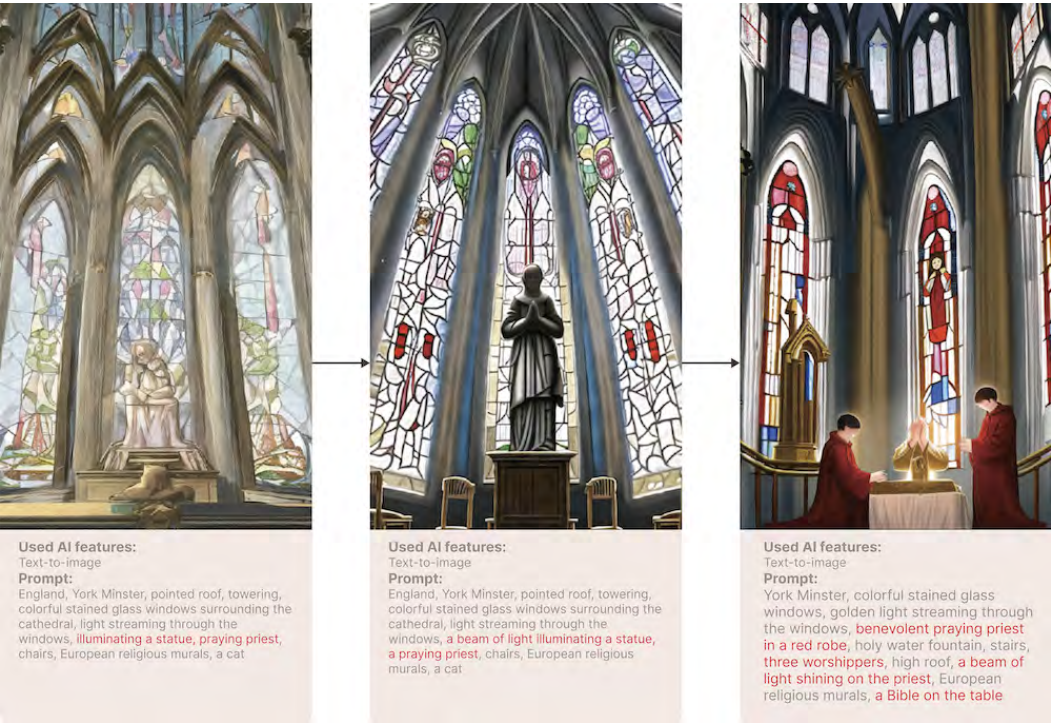 Used AI features:
Text-to-image
Prompt:
England, York Minster, pointed roof, towering,
colorful stained glass windows surrounding the
cathedral, light streaming through the
windows, illuminating a statue, praying priest,
chairs, European religious murals, a cat
Used AI features:
Text-to-image
Prompt:
England, York Minster, pointed roof, towering,
colorful stained glass windows surrounding the
cathedral, light streaming through the
windows, a beam of light illuminating a statue,
a praying priest, chairs, European religious
murals, a cat
Used AI features:
Text-to-image
Prompt:
York Minster, colorful stained glass
windows, golden light streaming through
the windows, benevolent praying priest
in a red robe, holy water fountain, stairs,
three worshippers, high roof, a beam of
light shining on the priest, European
religious murals, a Bible on the table